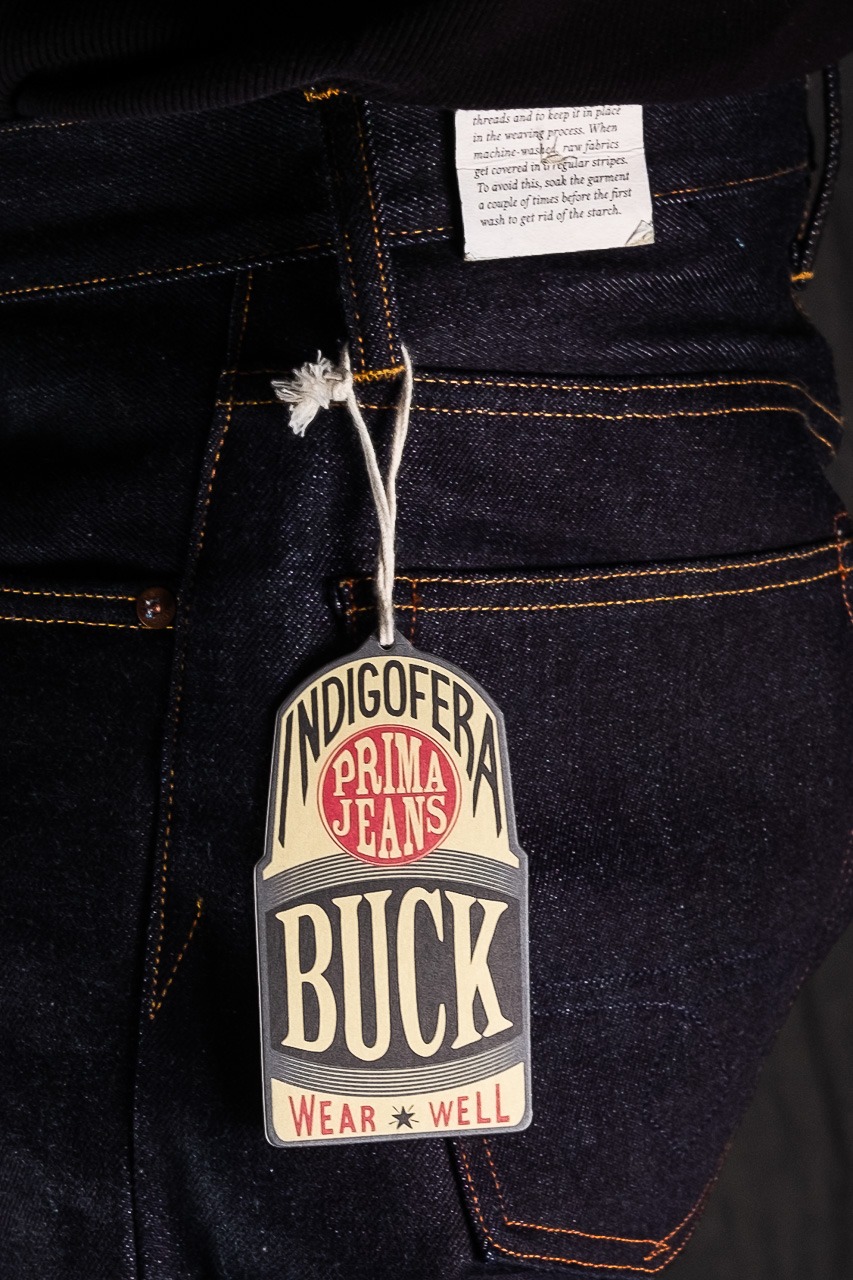 threads and to keep it in place
in the weaving process. When
machine-washed, raw fabrics
get covered in irregular stripes.
To avoid this, soak the garment
a couple of times before the first
wash to get rid of the starch.
INDIGOFERA
PRIMA
JEANS
BUCK
WEAR ★ WELL